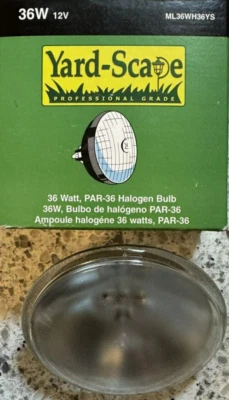 36W 12V ML36WH36YS
Yard-Scape
PROFESSIONAL GRADE
36 Watt, PAR-36 Halogen Bulb
36W, Bulbo de halógeno PAR-36
Ampoule halogéne 36 watts, PAR-36